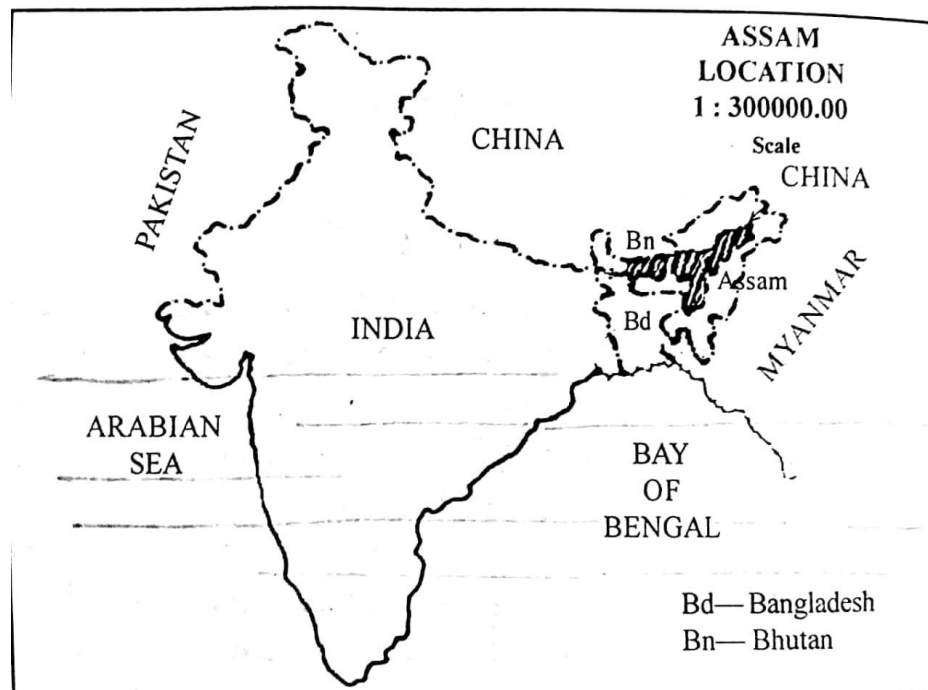 ASSAM
LOCATION
1 : 300000.00
Scale
CHINA
CHINA
PAKISTAN
Bn
Assam
INDIA
Bd
MYANMAR
ARABIAN
SEA
BAY
OF
BENGAL
Bd— Bangladesh
Bn— Bhutan